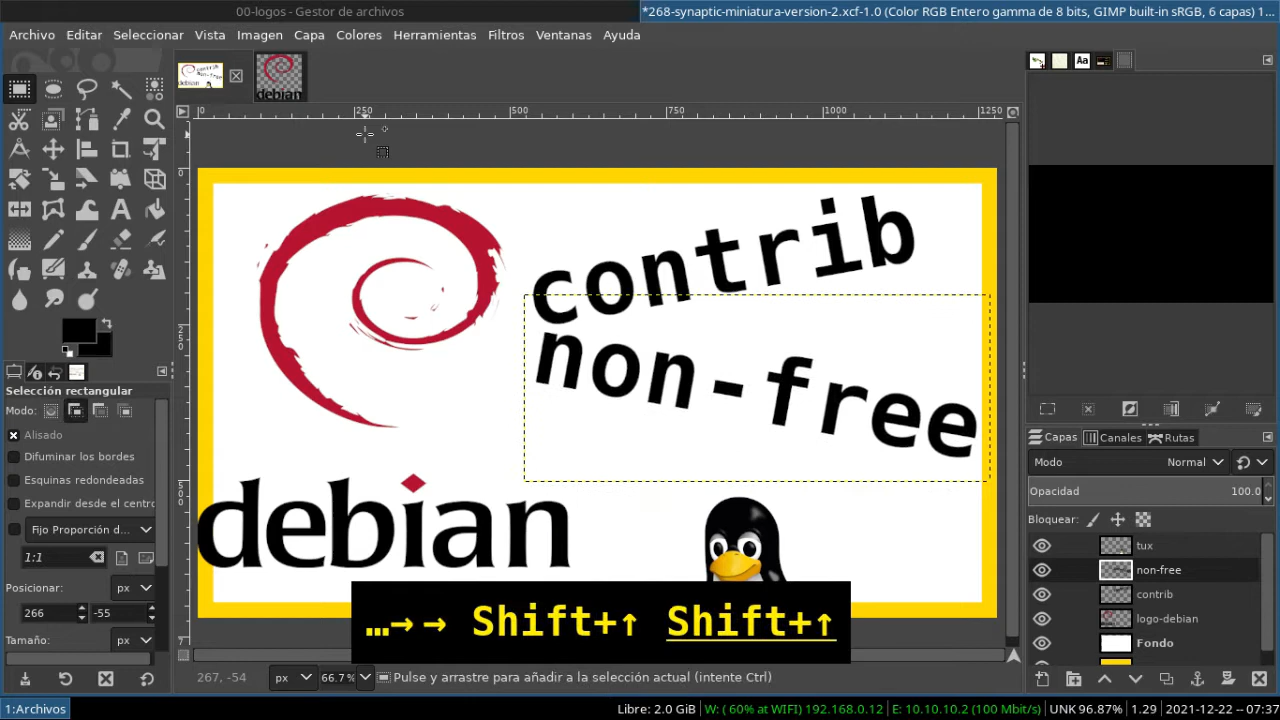 00-logos - Gestor de archivos
*268-synaptic-miniatura-version-2.xcf-1.0 (Color RGB Entero gamma de 8 bits, GIMP built-in sRGB, 6 capas) 1...
Archivo Editar Seleccionar Vista Imagen Capa Colores Herramientas Filtros Ventanas Ayuda
0 250 500 750 1000 1250
contrib
non-free
debian
Selección rectangular
Modo:
Alisado
Difuminar los bordes
Esquinas redondeadas
Expandir desde el centro
Fijo Proporción d...
1:1
Posicionar: px
266 -55
Tamaño: px
…→→ Shift+↑ Shift+↑
267, -54 px 66.7% Pulse y arrastre para añadir a la selección actual (intente Ctrl)
Capas Canales Rutas
Modo Normal
Opacidad 100.0
Bloquear:
tux
non-free
contrib
logo-debian
Fondo
1:Archivos Libre: 2.0 GiB W: ( 60% at WIFI) 192.168.0.12 E: 10.10.10.2 (100 Mbit/s) UNK 96.87% 1.29 2021-12-22 -- 07:37